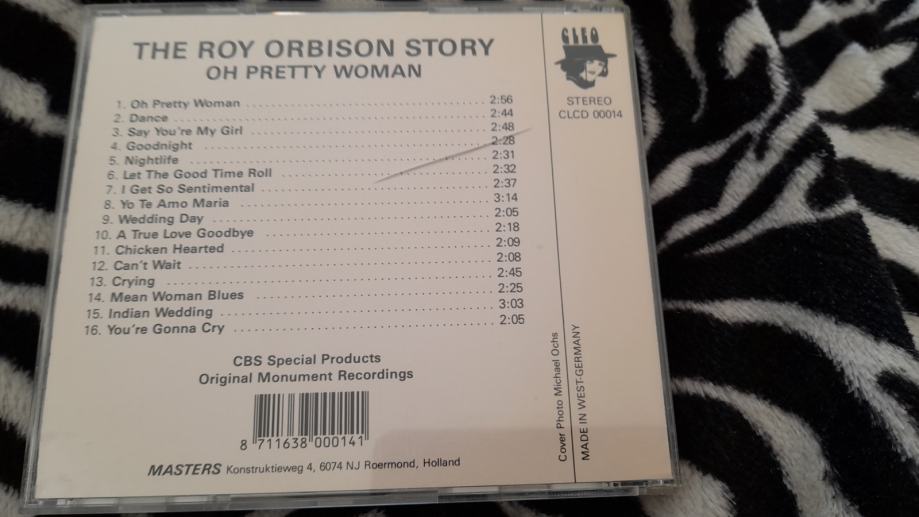 THE ROY ORBISON STORY
OH PRETTY WOMAN
1. Oh Pretty Woman 2:56
2. Dance 2:44
3. Say You're My Girl 2:48
4. Goodnight 2:28
5. Nightlife 2:31
6. Let The Good Time Roll 2:32
7. I Get So Sentimental 2:37
8. Yo Te Amo Maria 3:14
9. Wedding Day 2:05
10. A True Love Goodbye 2:18
11. Chicken Hearted 2:09
12. Can't Wait 2:08
13. Crying 2:45
14. Mean Woman Blues 2:25
15. Indian Wedding 3:03
16. You're Gonna Cry 2:05
CBS Special Products
Original Monument Recordings
8 711638 000141
MASTERS Konstruktieweg 4, 6074 NJ Roermond, Holland
CLEO
STEREO
CLCD 00014
Cover Photo Michael Ochs
MADE IN WEST-GERMANY